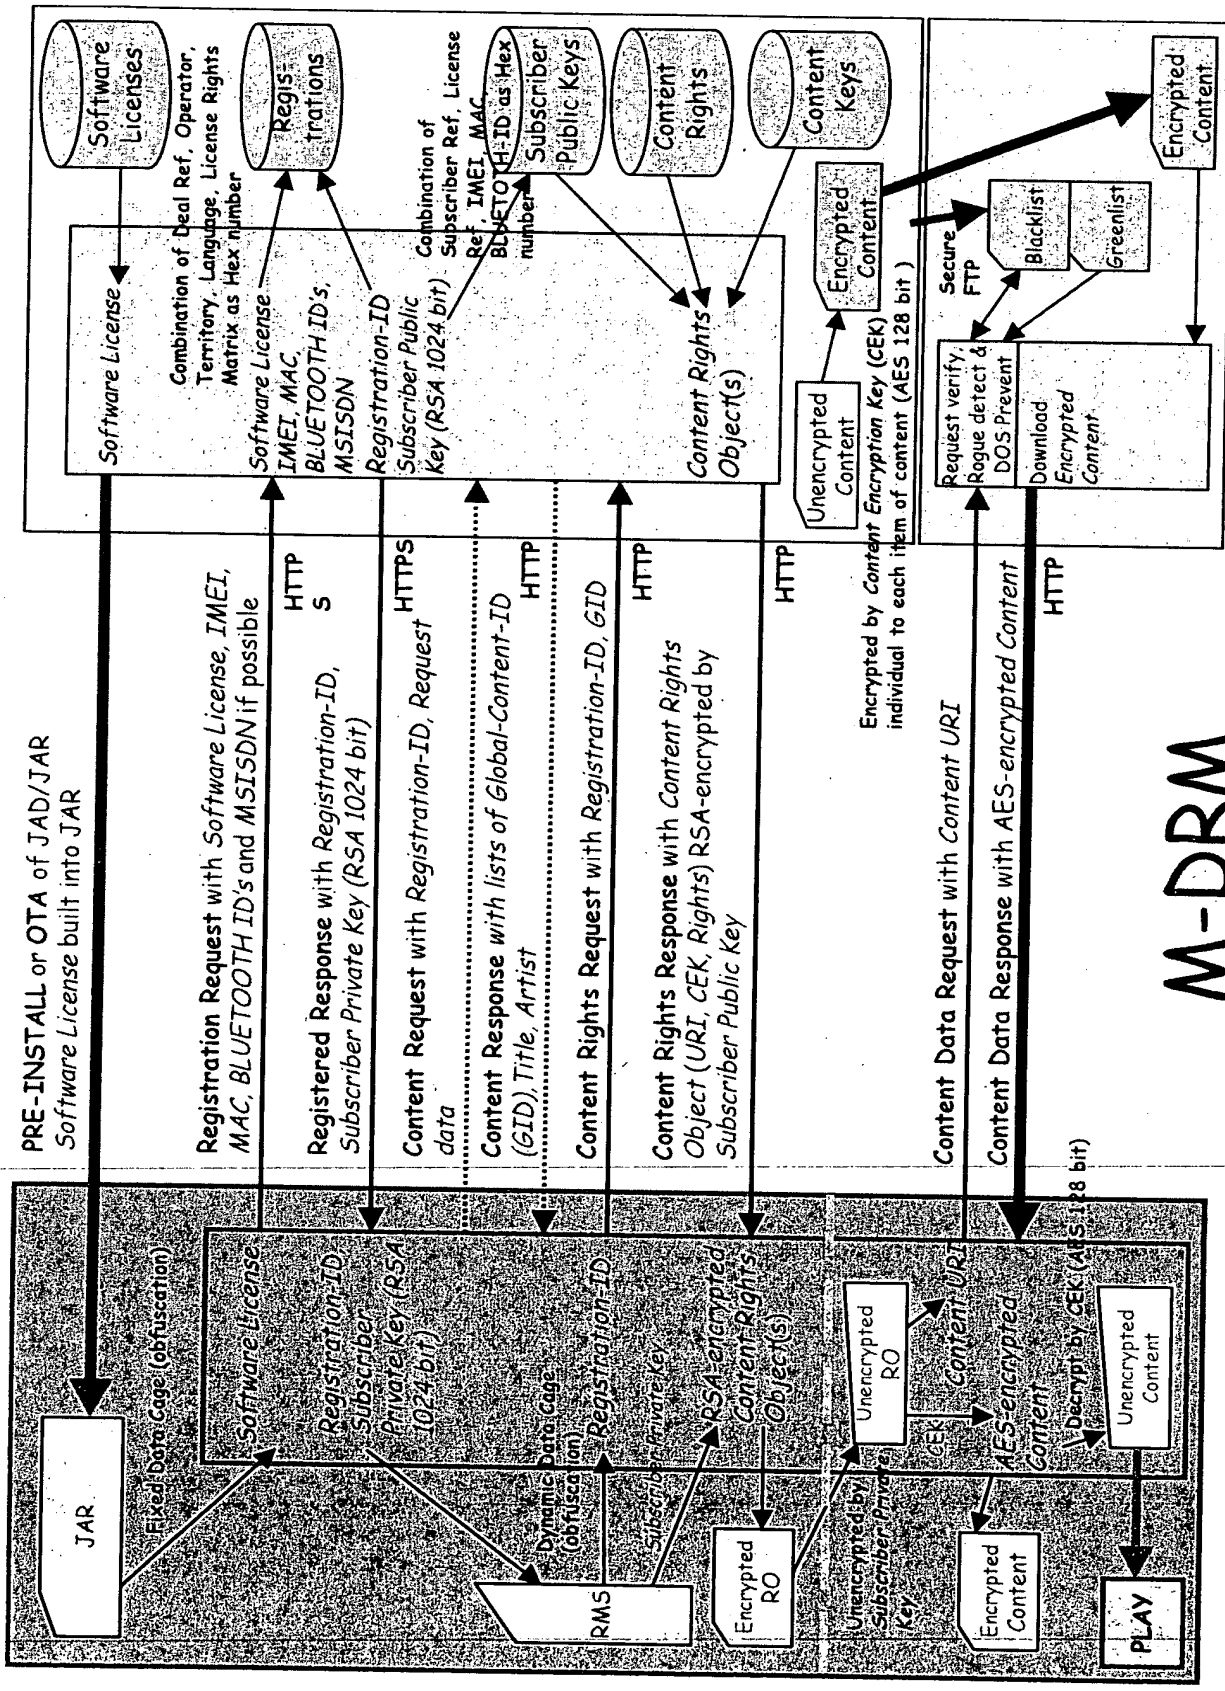 PRE-INSTALL or OTA of JAD/JAR
Software License built into JAR
JAR
Fixed Data Cage (obfuscation)
Software License
Registration-ID
Subscriber
Private Key (RSA
1024 bit)
Dynamic Data Cage
(obfuscation)
RMS
Registration-ID
Subscriber Private Key
RSA-encrypted
Content Rights
Object(s)
Encrypted
RO
Unencrypted by
Subscriber Private
Key
Unencrypted
RO
CEK
Content URI
AES-encrypted
Content
Encrypted
Content
Decrypt by CEK (AES 128 bit)
Unencrypted
Content
PLAY
Registration Request with Software License, IMEI,
MAC, BLUETOOTH ID's and MSISDN if possible
HTTP
S
Registered Response with Registration-ID,
Subscriber Private Key (RSA 1024 bit)
HTTPS
Content Request with Registration-ID, Request
data
Content Response with lists of Global-Content-ID
(GID), Title, Artist
HTTP
Content Rights Request with Registration-ID, GID
HTTP
Content Rights Response with Content Rights
Object (URI, CEK, Rights) RSA-encrypted by
Subscriber Public Key
HTTP
Content Data Request with Content URI
Content Data Response with AES-encrypted Content
HTTP
Software License
Software
Licenses
Combination of Deal Ref, Operator,
Territory, Language, License Rights
Matrix as Hex number
Software License
IMEI, MAC,
BLUETOOTH ID's,
MSISDN
Regis-
trations
Registration-ID
Subscriber Public
Key (RSA 1024 bit)
Combination of
Subscriber Ref, License
Ref, IMEI, MAC,
BLUETOTH-ID as Hex
number
Subscriber
Public Keys
Content
Rights
Content
Keys
Content Rights
Object(s)
Unencrypted
Content
Encrypted
Content
Encrypted by Content Encryption Key (CEK)
individual to each item of content (AES 128 bit )
Secure
FTP
Request verify,
Rogue detect &
DOS Prevent
Blacklist
Greenlist
Download
Encrypted
Content
Encrypted
Content
M-DRM